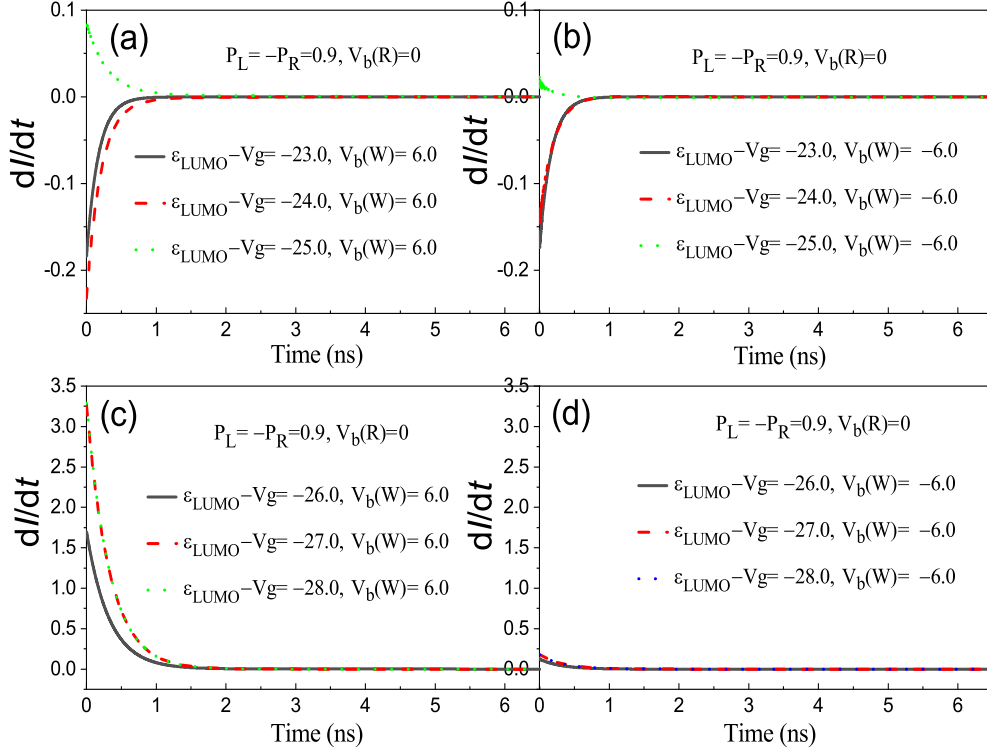 (a)
P_L= −P_R=0.9, V_b(R)=0
ε_LUMO−Vg= −23.0, V_b(W)= 6.0
ε_LUMO−Vg= −24.0, V_b(W)= 6.0
ε_LUMO−Vg= −25.0, V_b(W)= 6.0
0.1
0.0
-0.1
-0.2
dI/dt
0 1 2 3 4 5 6
Time (ns)
(b)
P_L= −P_R=0.9, V_b(R)=0
ε_LUMO−Vg= −23.0, V_b(W)= −6.0
ε_LUMO−Vg= −24.0, V_b(W)= −6.0
ε_LUMO−Vg= −25.0, V_b(W)= −6.0
0.1
0.0
-0.1
-0.2
dI/dt
0 1 2 3 4 5 6
Time (ns)
(c)
P_L= −P_R=0.9, V_b(R)=0
ε_LUMO−Vg= −26.0, V_b(W)= 6.0
ε_LUMO−Vg= −27.0, V_b(W)= 6.0
ε_LUMO−Vg= −28.0, V_b(W)= 6.0
3.5
3.0
2.5
2.0
1.5
1.0
0.5
0.0
dI/dt
0 1 2 3 4 5 6
Time (ns)
(d)
P_L= −P_R=0.9, V_b(R)=0
ε_LUMO−Vg= −26.0, V_b(W)= −6.0
ε_LUMO−Vg= −27.0, V_b(W)= −6.0
ε_LUMO−Vg= −28.0, V_b(W)= −6.0
3.5
3.0
2.5
2.0
1.5
1.0
0.5
0.0
dI/dt
0 1 2 3 4 5 6
Time (ns)